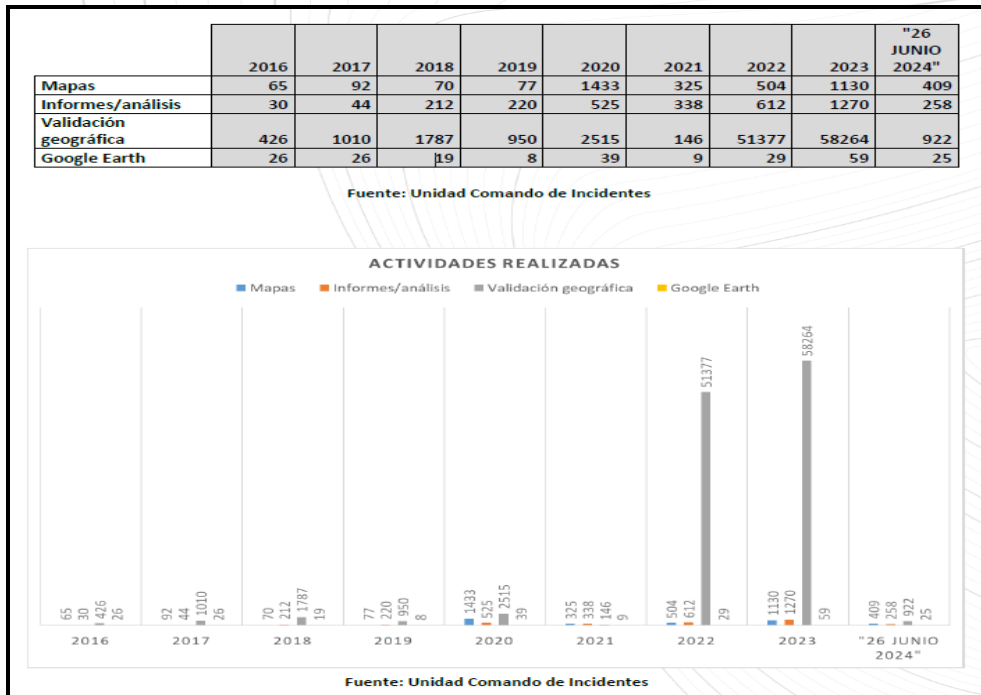 2016 2017 2018 2019 2020 2021 2022 2023 "26 JUNIO 2024"
Mapas 65 92 70 77 1433 325 504 1130 409
Informes/análisis 30 44 212 220 525 338 612 1270 258
Validación geográfica 426 1010 1787 950 2515 146 51377 58264 922
Google Earth 26 26 19 8 39 9 29 59 25
Fuente: Unidad Comando de Incidentes
ACTIVIDADES REALIZADAS
Mapas Informes/análisis Validación geográfica Google Earth
65 30 426 26 92 44 1010 26 70 212 1787 19 77 220 950 8 1433 525 2515 39 325 338 146 9 504 612 51377 29 1130 1270 58264 59 409 258 922 25
2016 2017 2018 2019 2020 2021 2022 2023 "26 JUNIO
2024"
Fuente: Unidad Comando de Incidentes